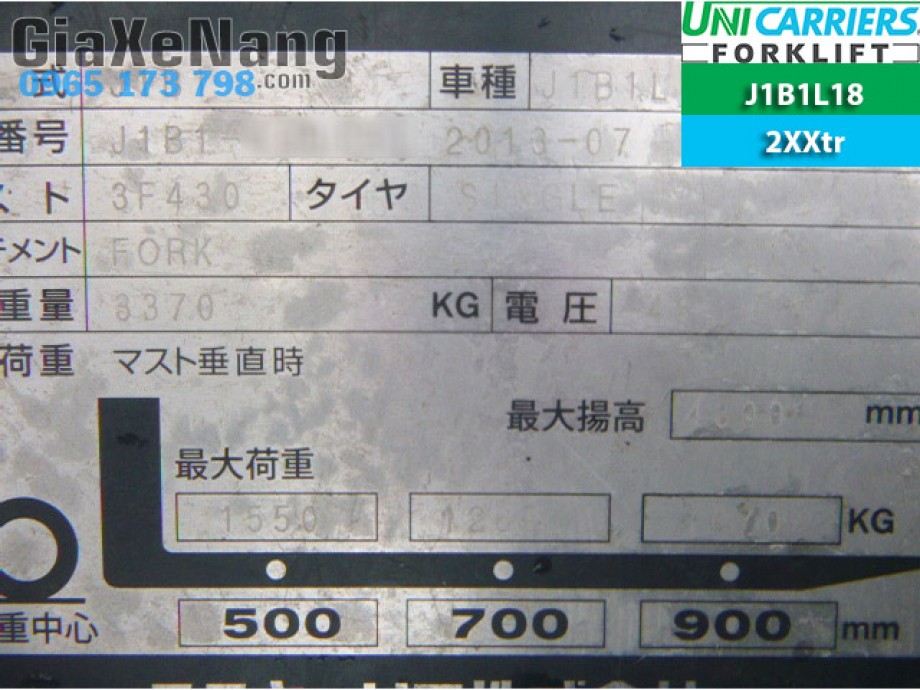 GiaXeNang
.com
0965 173 798
UNICARRIERS
FORKLIFT
J1B1L18
2XXtr
式 車種 J1B1L
番号 J1B1 2013-07
スト 3F430 タイヤ SINGLE
メント FORK
重量 3370 KG 電圧
荷重 マスト垂直時
最大揚高 mm
最大荷重
1550 KG
重中心 500 700 900 mm